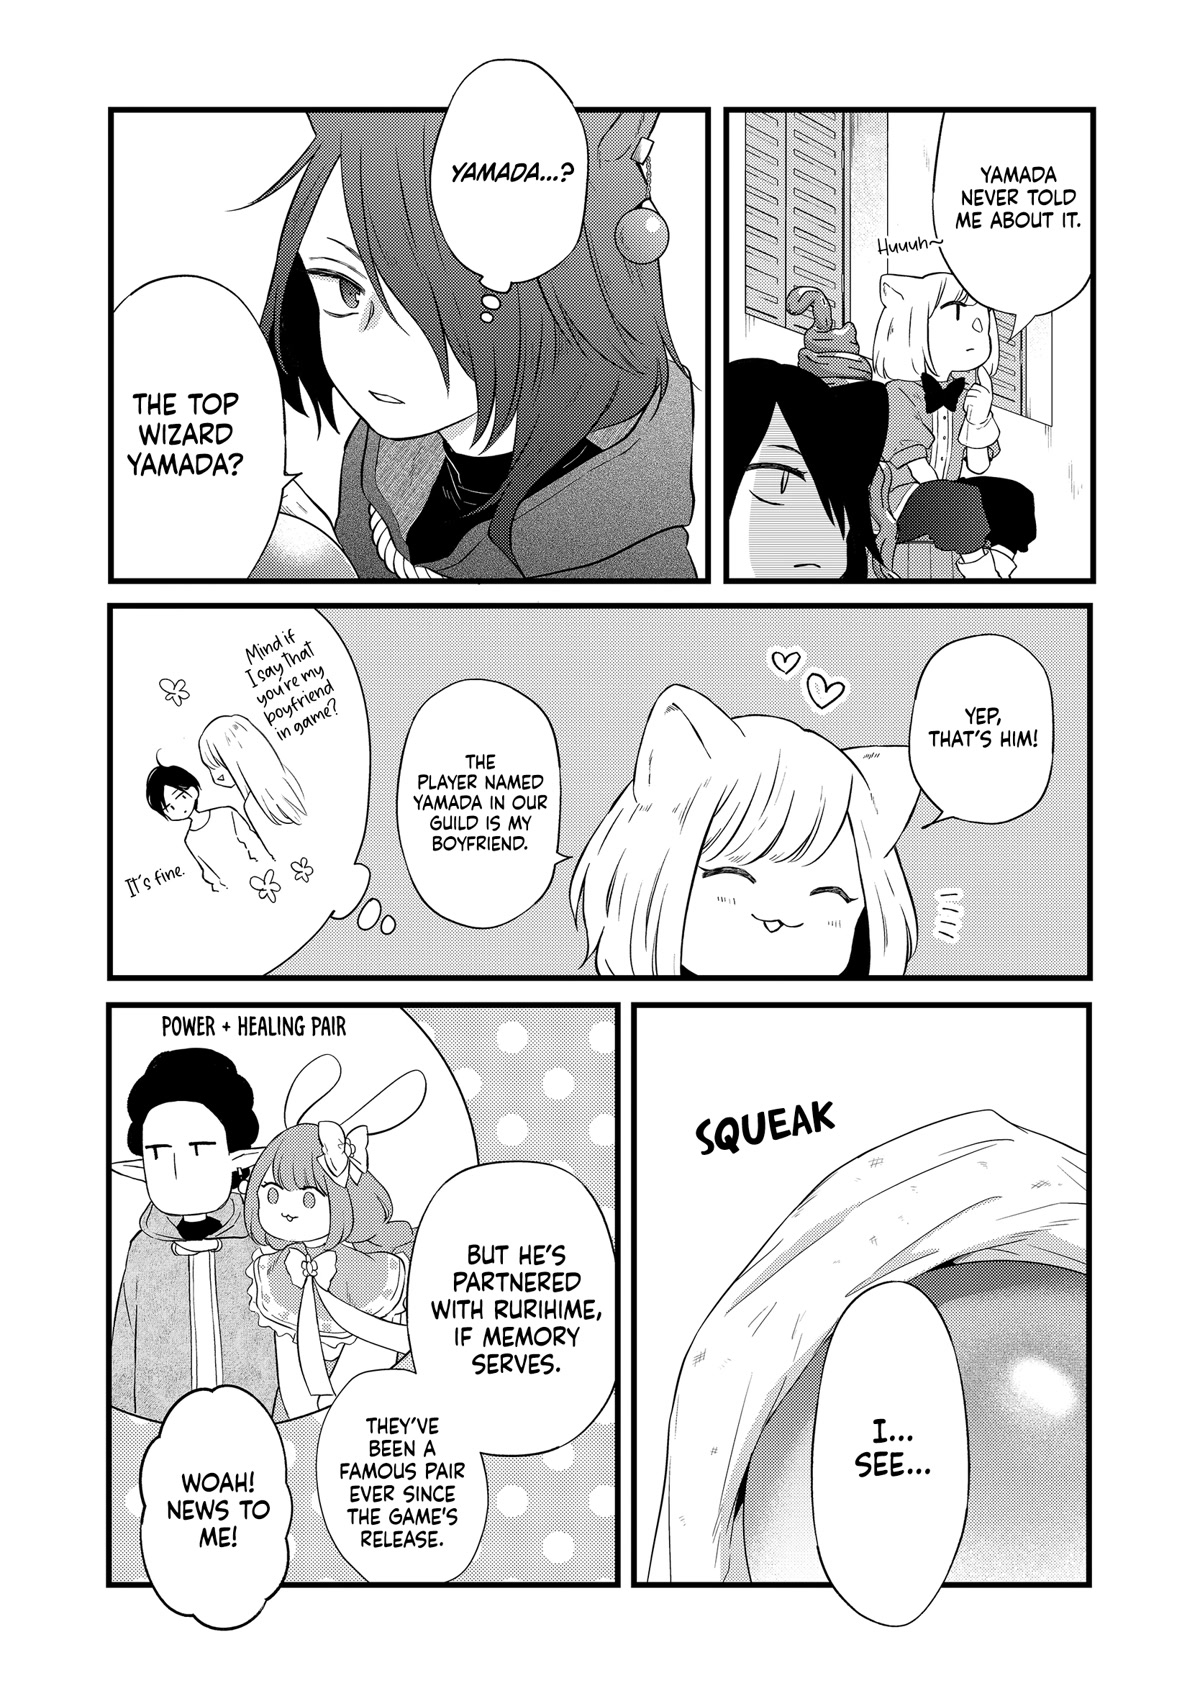 YAMADA
NEVER TOLD
ME ABOUT IT.
Huuuh~
YAMADA...?
THE TOP
WIZARD
YAMADA?
YEP,
THAT'S HIM!
THE
PLAYER NAMED
YAMADA IN OUR
GUILD IS MY
BOYFRIEND.
Mind if
I say that
you're my
boyfriend
in game?
It's fine.
SQUEAK
I...
SEE...
POWER + HEALING PAIR
BUT HE'S
PARTNERED
WITH RURIHIME,
IF MEMORY
SERVES.
THEY'VE
BEEN A
FAMOUS PAIR
EVER SINCE
THE GAME'S
RELEASE.
WOAH!
NEWS TO
ME!